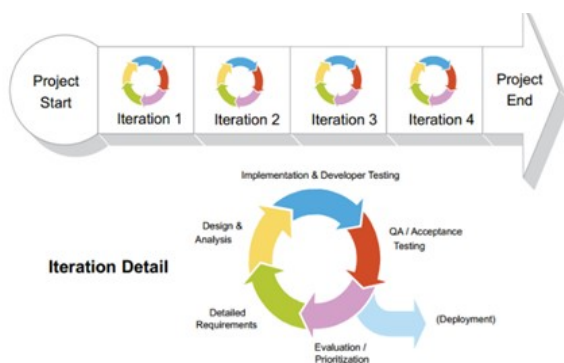 Project
Start
Iteration 1
Iteration 2
Iteration 3
Iteration 4
Project
End
Implementation & Developer Testing
Design &
Analysis
QA / Acceptance
Testing
Iteration Detail
Detailed
Requirements
(Deployment)
Evaluation /
Prioritization